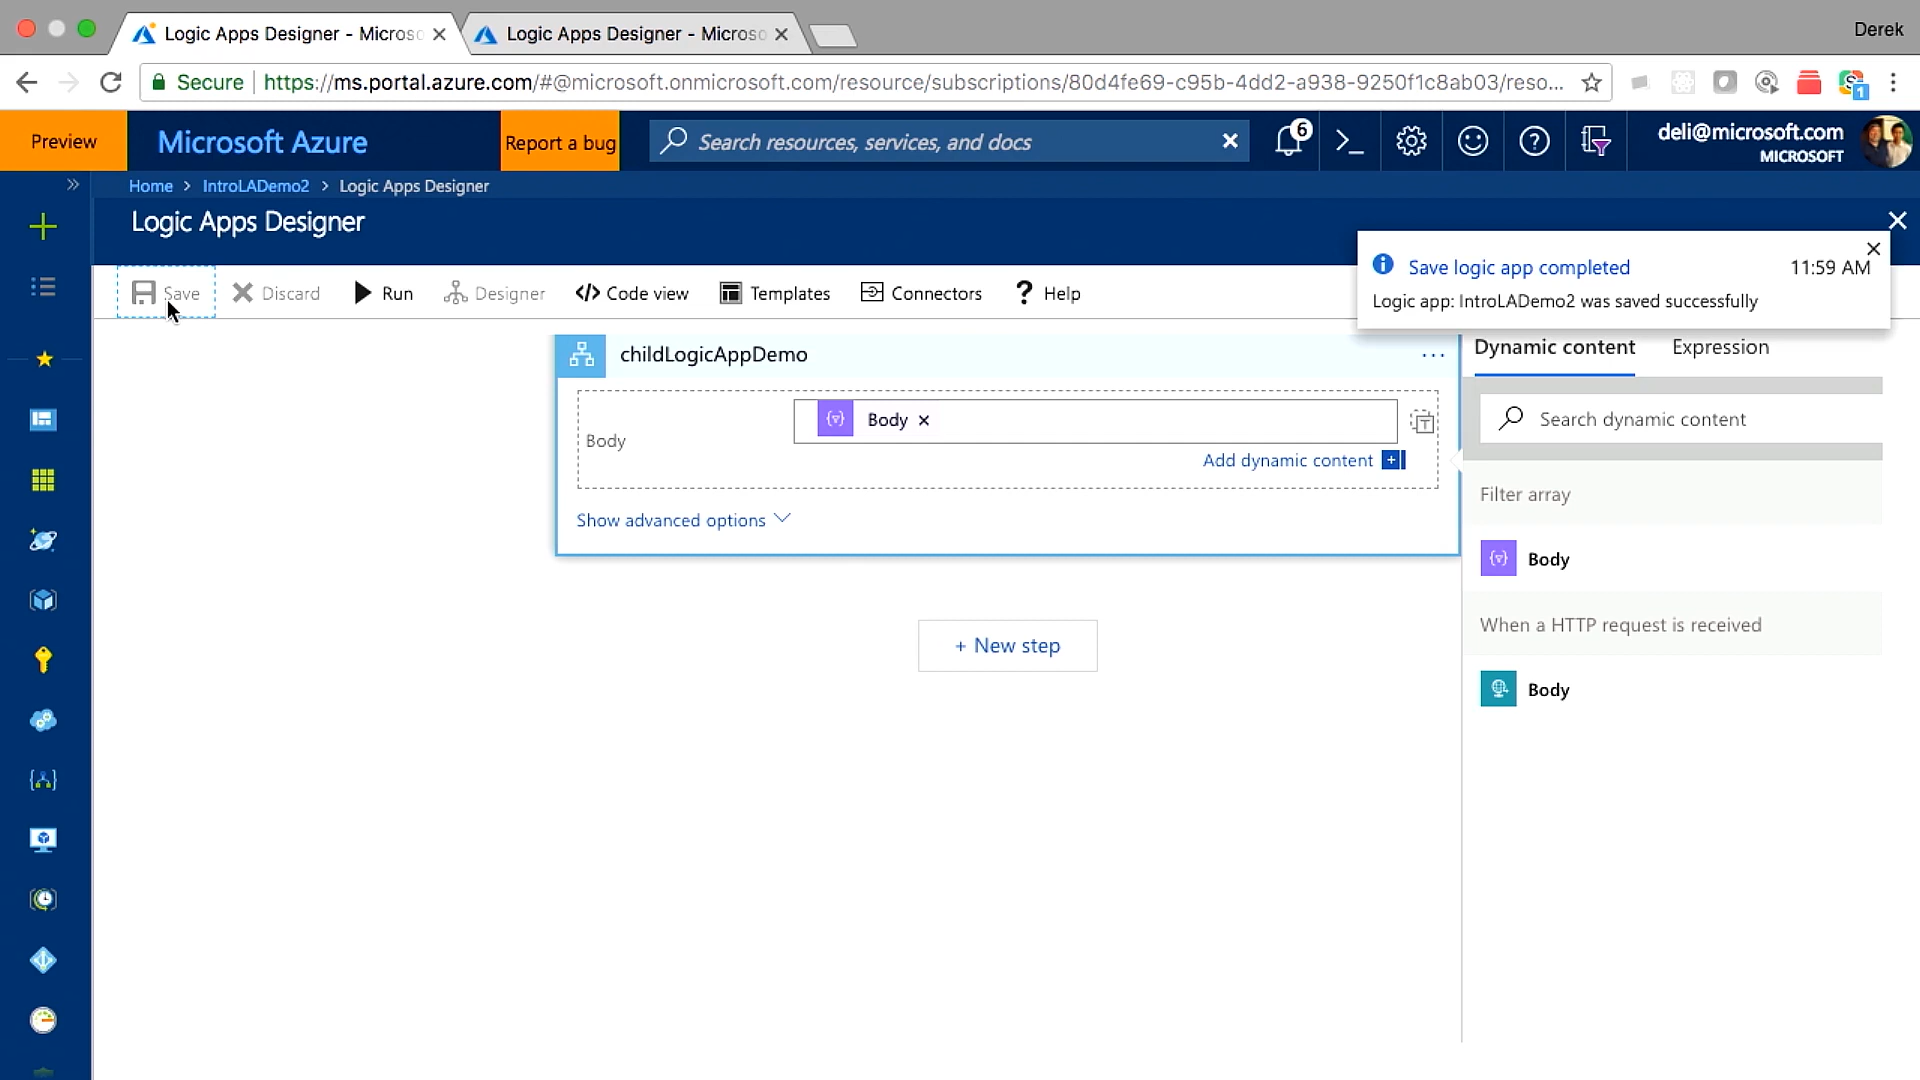 Logic Apps Designer - Microso
Logic Apps Designer - Microso
Derek
Secure
https://ms.portal.azure.com/#@microsoft.onmicrosoft.com/resource/subscriptions/80d4fe69-c95b-4dd2-a938-9250f1c8ab03/reso...
1
Preview
Microsoft Azure
Report a bug
Search resources, services, and docs
6
deli@microsoft.com
MICROSOFT
Home > IntroLADemo2 > Logic Apps Designer
Logic Apps Designer
Save logic app completed
11:59 AM
Logic app: IntroLADemo2 was saved successfully
Save
Discard
Run
Designer
Code view
Templates
Connectors
Help
childLogicAppDemo
...
Body
Body
Add dynamic content
Show advanced options
+ New step
Dynamic content
Expression
Search dynamic content
Filter array
Body
When a HTTP request is received
Body